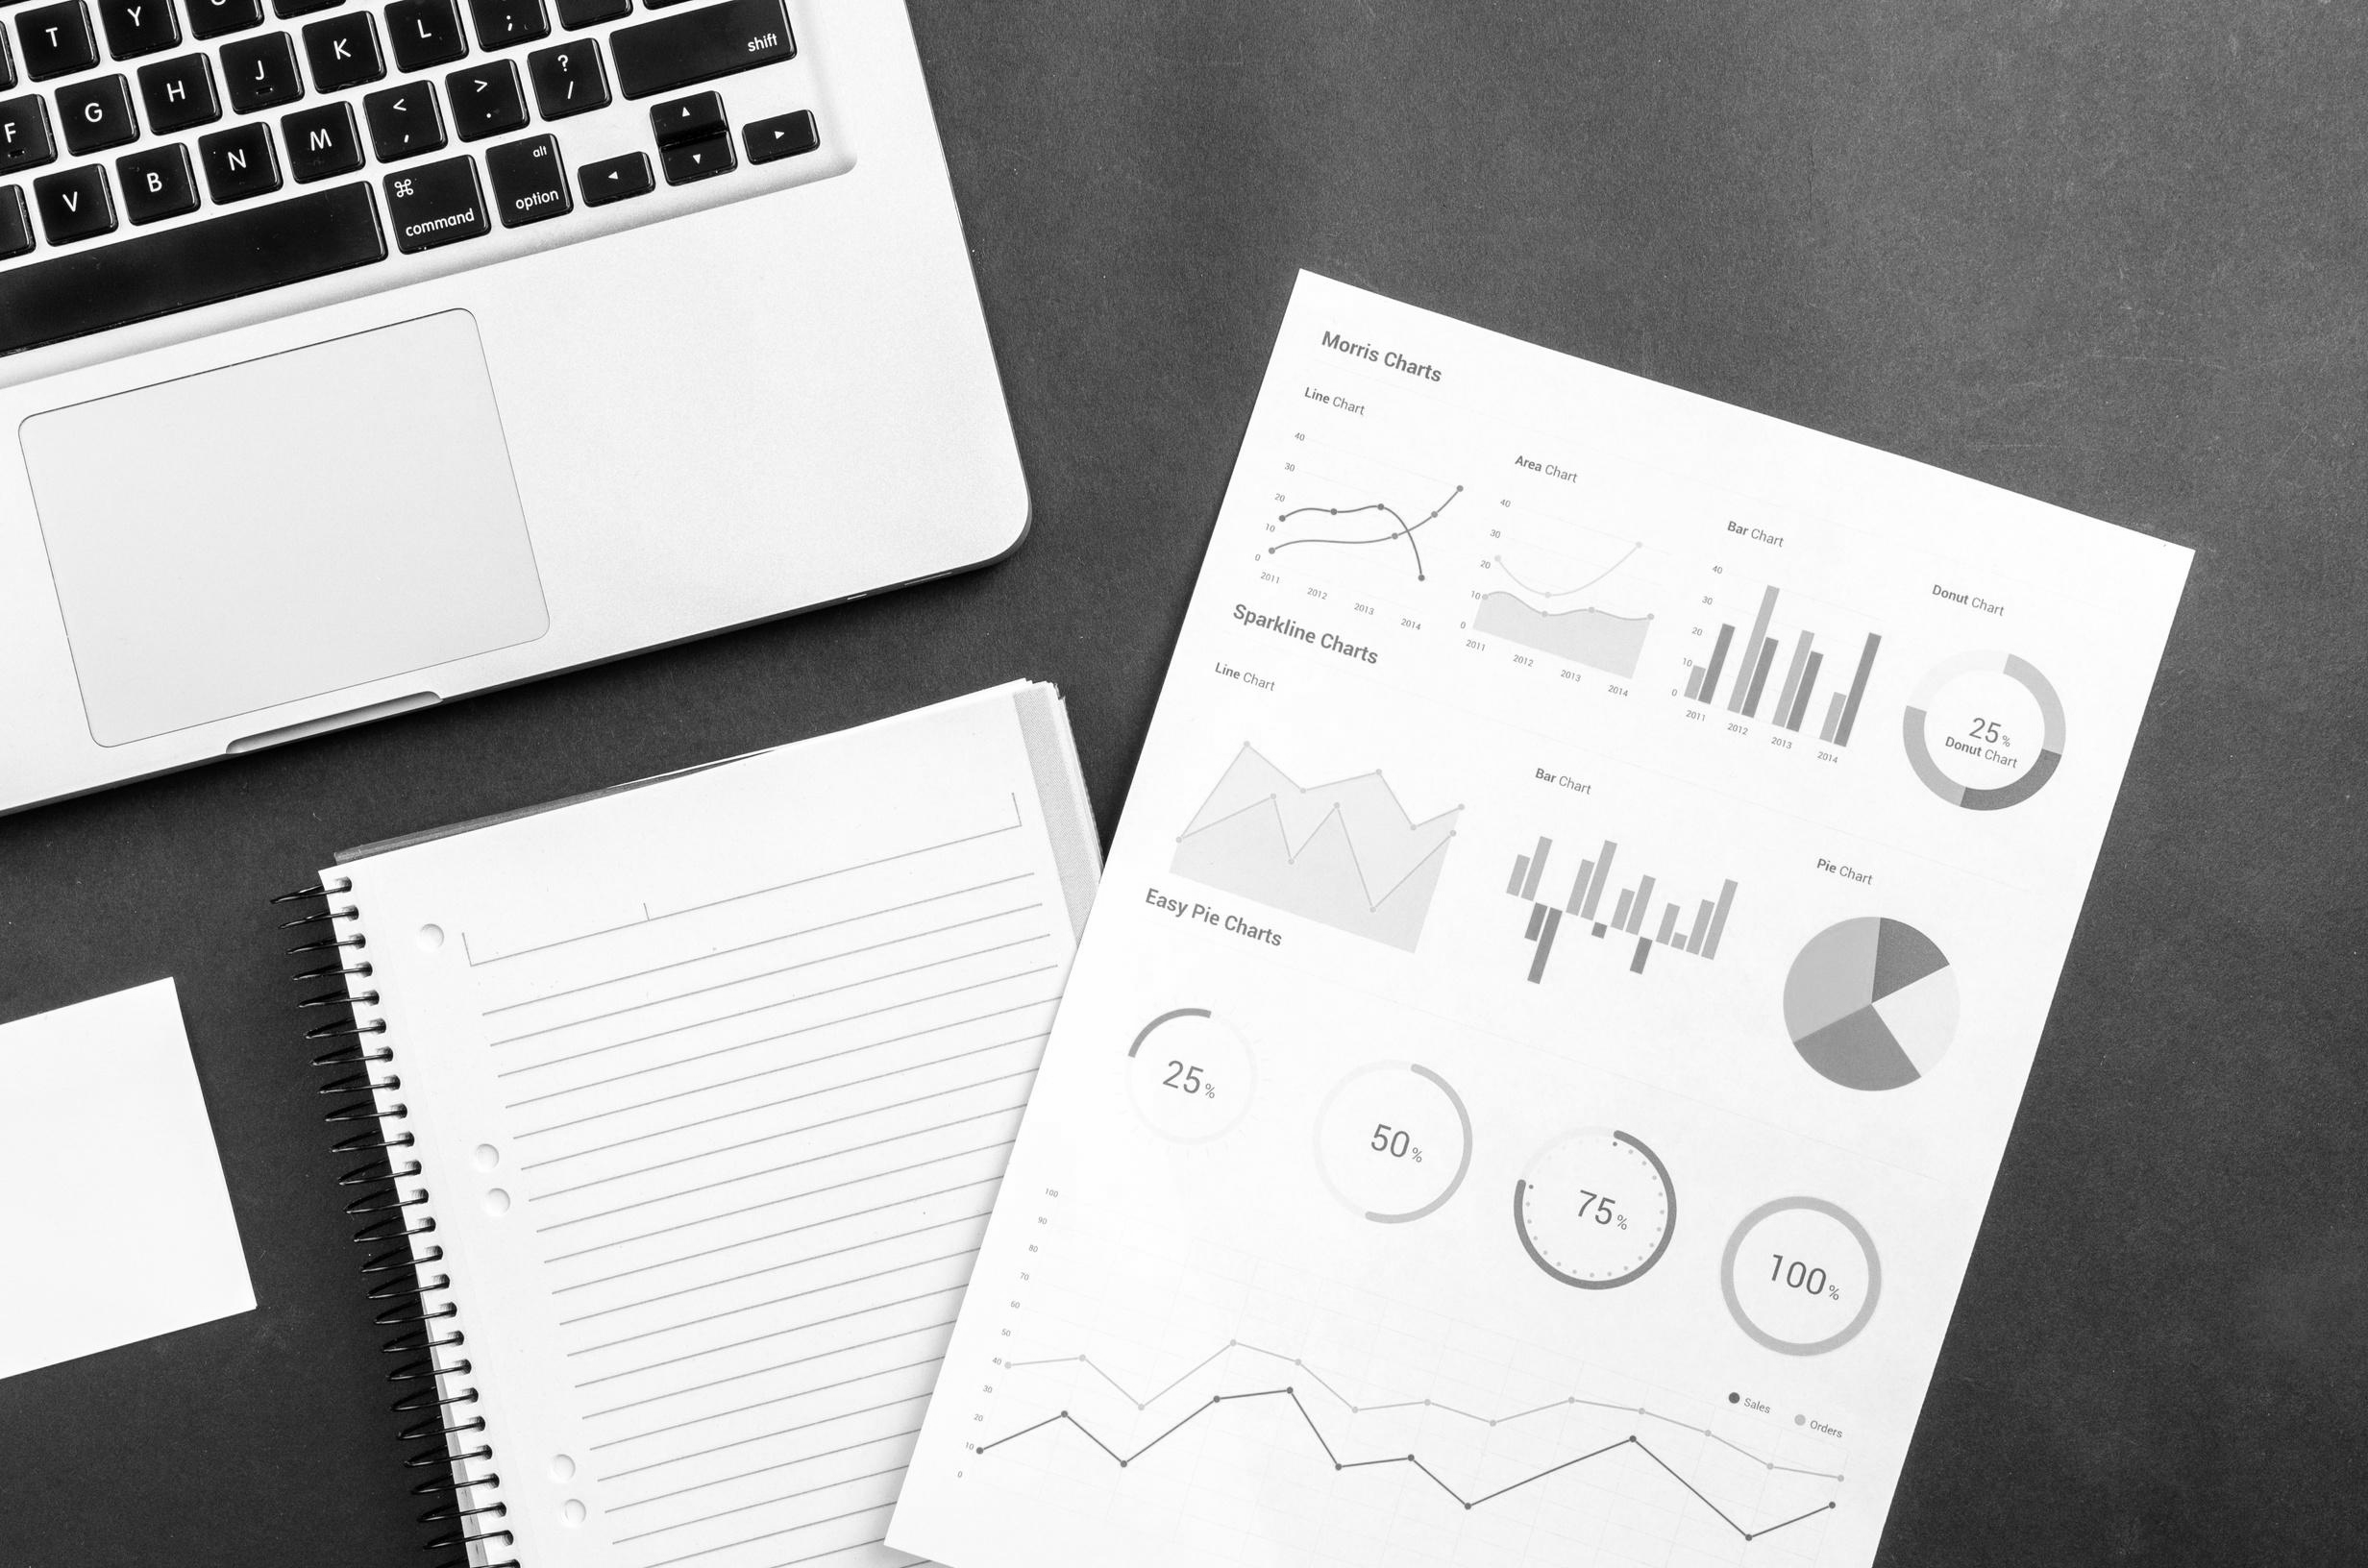 T Y
;
shift
F G H J K L
? /
V B N M < , > .
alt
⌘
command
option
Morris Charts
Line Chart
40
30
20
10
0
2011 2012 2013 2014
Area Chart
40
30
20
10
0
2011 2012 2013 2014
Bar Chart
40
30
20
10
0
2011 2012 2013 2014
Donut Chart
25%
Donut Chart
Sparkline Charts
Line Chart
Bar Chart
Pie Chart
Easy Pie Charts
25%
50%
75%
100%
100
90
80
70
60
50
40
30
20
10
0
Sales Orders